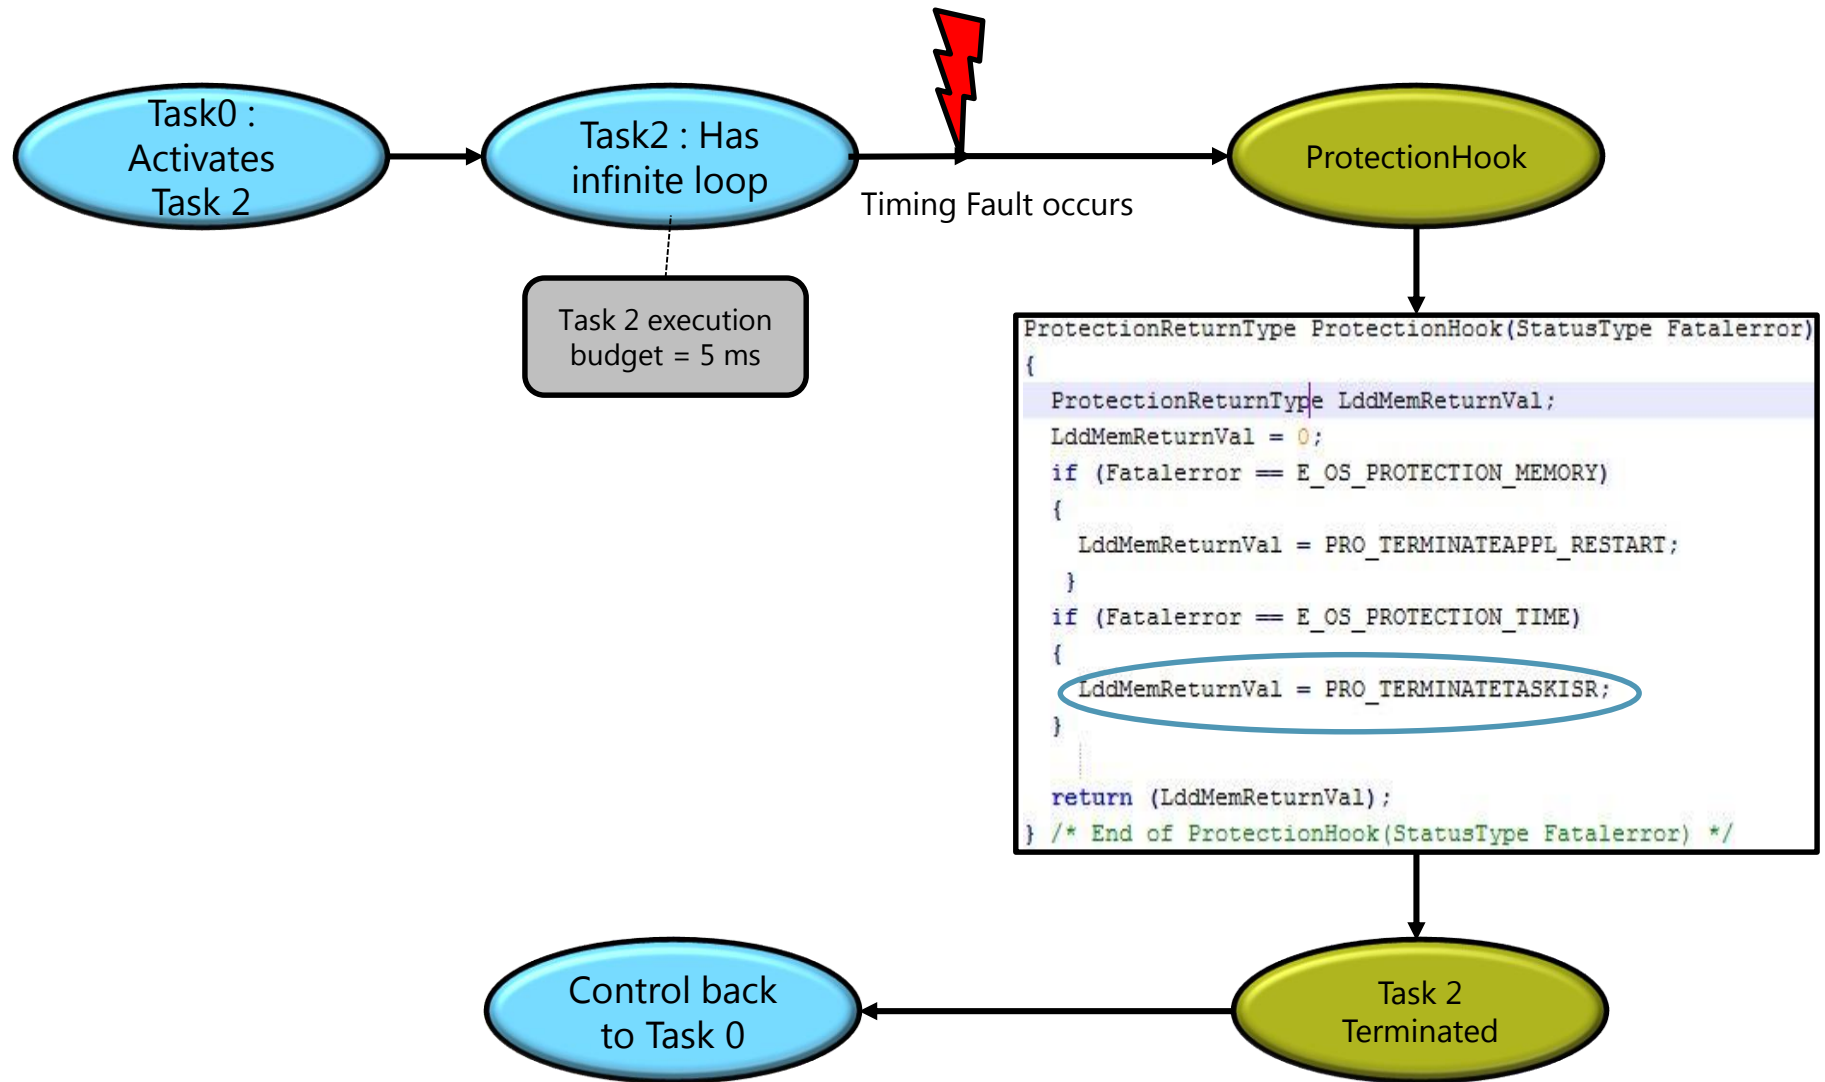 Task0 :
Activates
Task 2
Task2 : Has
infinite loop
Timing Fault occurs
ProtectionHook
Task 2 execution
budget = 5 ms
ProtectionReturnType ProtectionHook(StatusType Fatalerror)
{
ProtectionReturnType LddMemReturnVal;
LddMemReturnVal = 0;
if (Fatalerror == E_OS_PROTECTION_MEMORY)
{
LddMemReturnVal = PRO_TERMINATEAPPL_RESTART;
}
if (Fatalerror == E_OS_PROTECTION_TIME)
{
LddMemReturnVal = PRO_TERMINATETASKISR;
}
return (LddMemReturnVal);
} /* End of ProtectionHook(StatusType Fatalerror) */
Control back
to Task 0
Task 2
Terminated